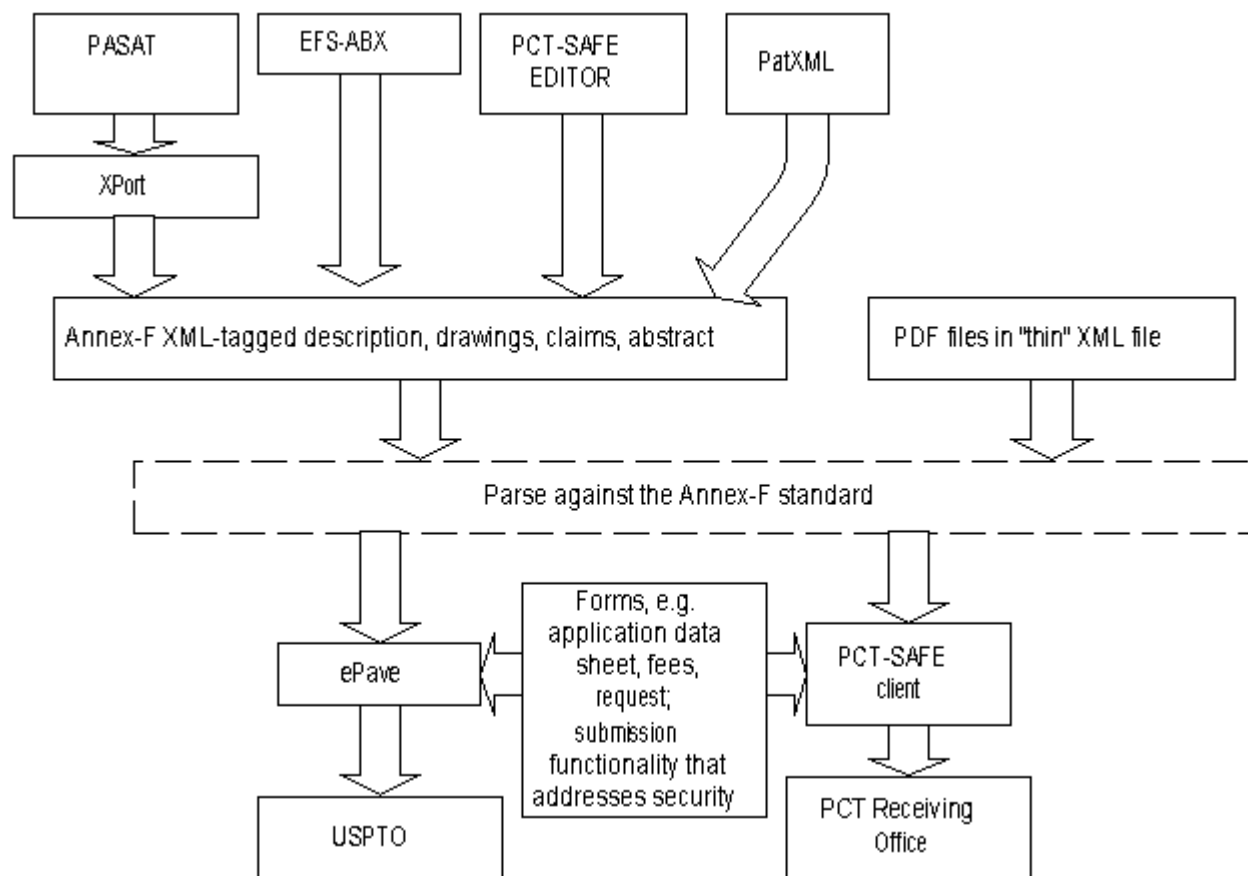 PASAT
EFS-ABX
PCT-SAFE
EDITOR
PatXML
XPort
Annex-F XML-tagged description, drawings, claims, abstract
PDF files in "thin" XML file
Parse against the Annex-F standard
Forms, e.g.
application data
sheet, fees,
request;
submission
functionality that
addresses security
ePave
PCT-SAFE
client
USPTO
PCT Receiving
Office